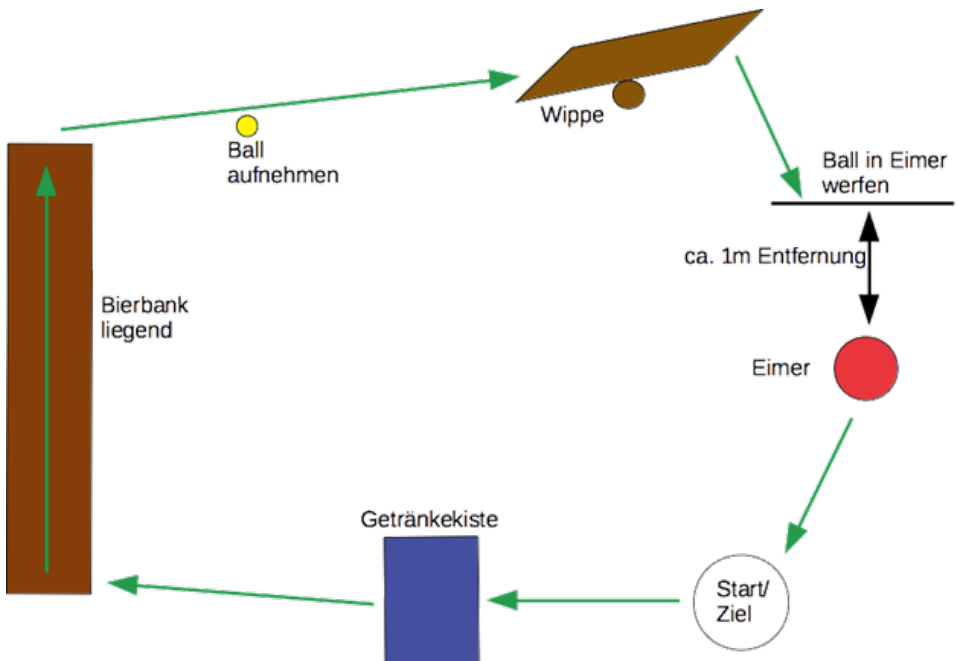 Wippe
Ball
aufnehmen
Ball in Eimer
werfen
ca. 1m Entfernung
Bierbank
liegend
Eimer
Getränkekiste
Start/
Ziel